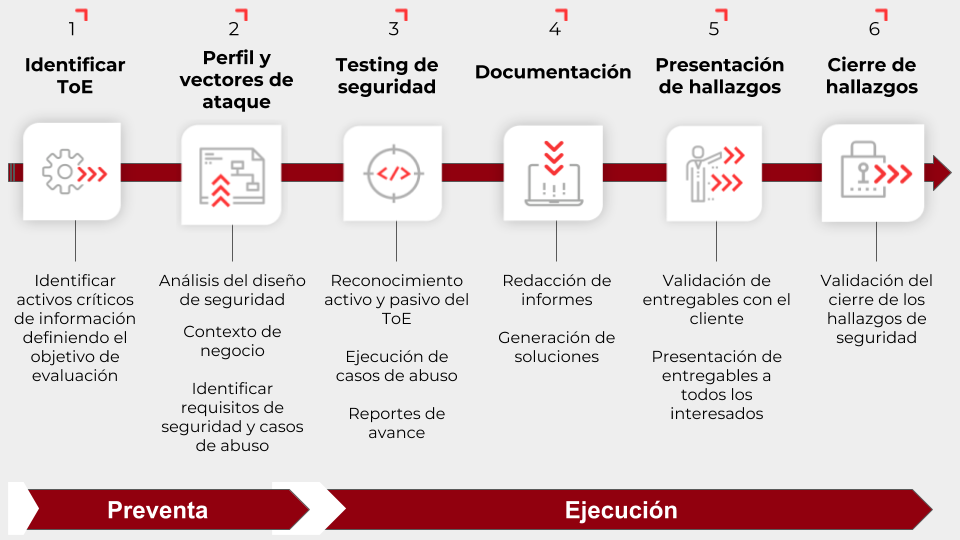 1
Identificar
ToE
2
Perfil y
vectores de
ataque
3
Testing de
seguridad
4
Documentación
5
Presentación
de hallazgos
6
Cierre de
hallazgos
</>
!!!
Identificar
activos críticos
de información
definiendo el
objetivo de
evaluación
Análisis del diseño
de seguridad
Contexto de
negocio
Identificar
requisitos de
seguridad y casos
de abuso
Reconocimiento
activo y pasivo del
ToE
Ejecución de
casos de abuso
Reportes de
avance
Redacción de
informes
Generación de
soluciones
Validación de
entregables con el
cliente
Presentación de
entregables a
todos los
interesados
Validación del
cierre de los
hallazgos de
seguridad
Preventa
Ejecución